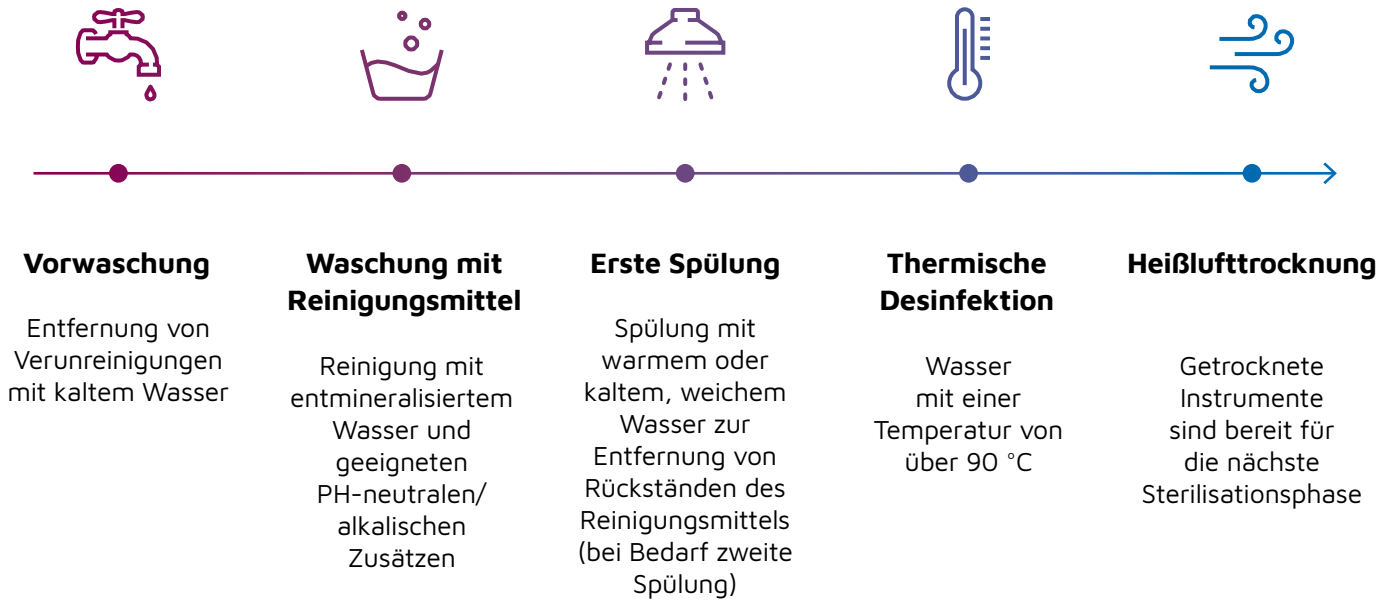 Vorwaschung
Entfernung von
Verunreinigungen
mit kaltem Wasser
Waschung mit
Reinigungsmittel
Reinigung mit
entmineralisiertem
Wasser und
geeigneten
PH-neutralen/
alkalischen
Zusätzen
Erste Spülung
Spülung mit
warmem oder
kaltem, weichem
Wasser zur
Entfernung von
Rückständen des
Reinigungsmittels
(bei Bedarf zweite
Spülung)
Thermische
Desinfektion
Wasser
mit einer
Temperatur von
über 90 °C
Heißlufttrocknung
Getrocknete
Instrumente
sind bereit für
die nächste
Sterilisationsphase